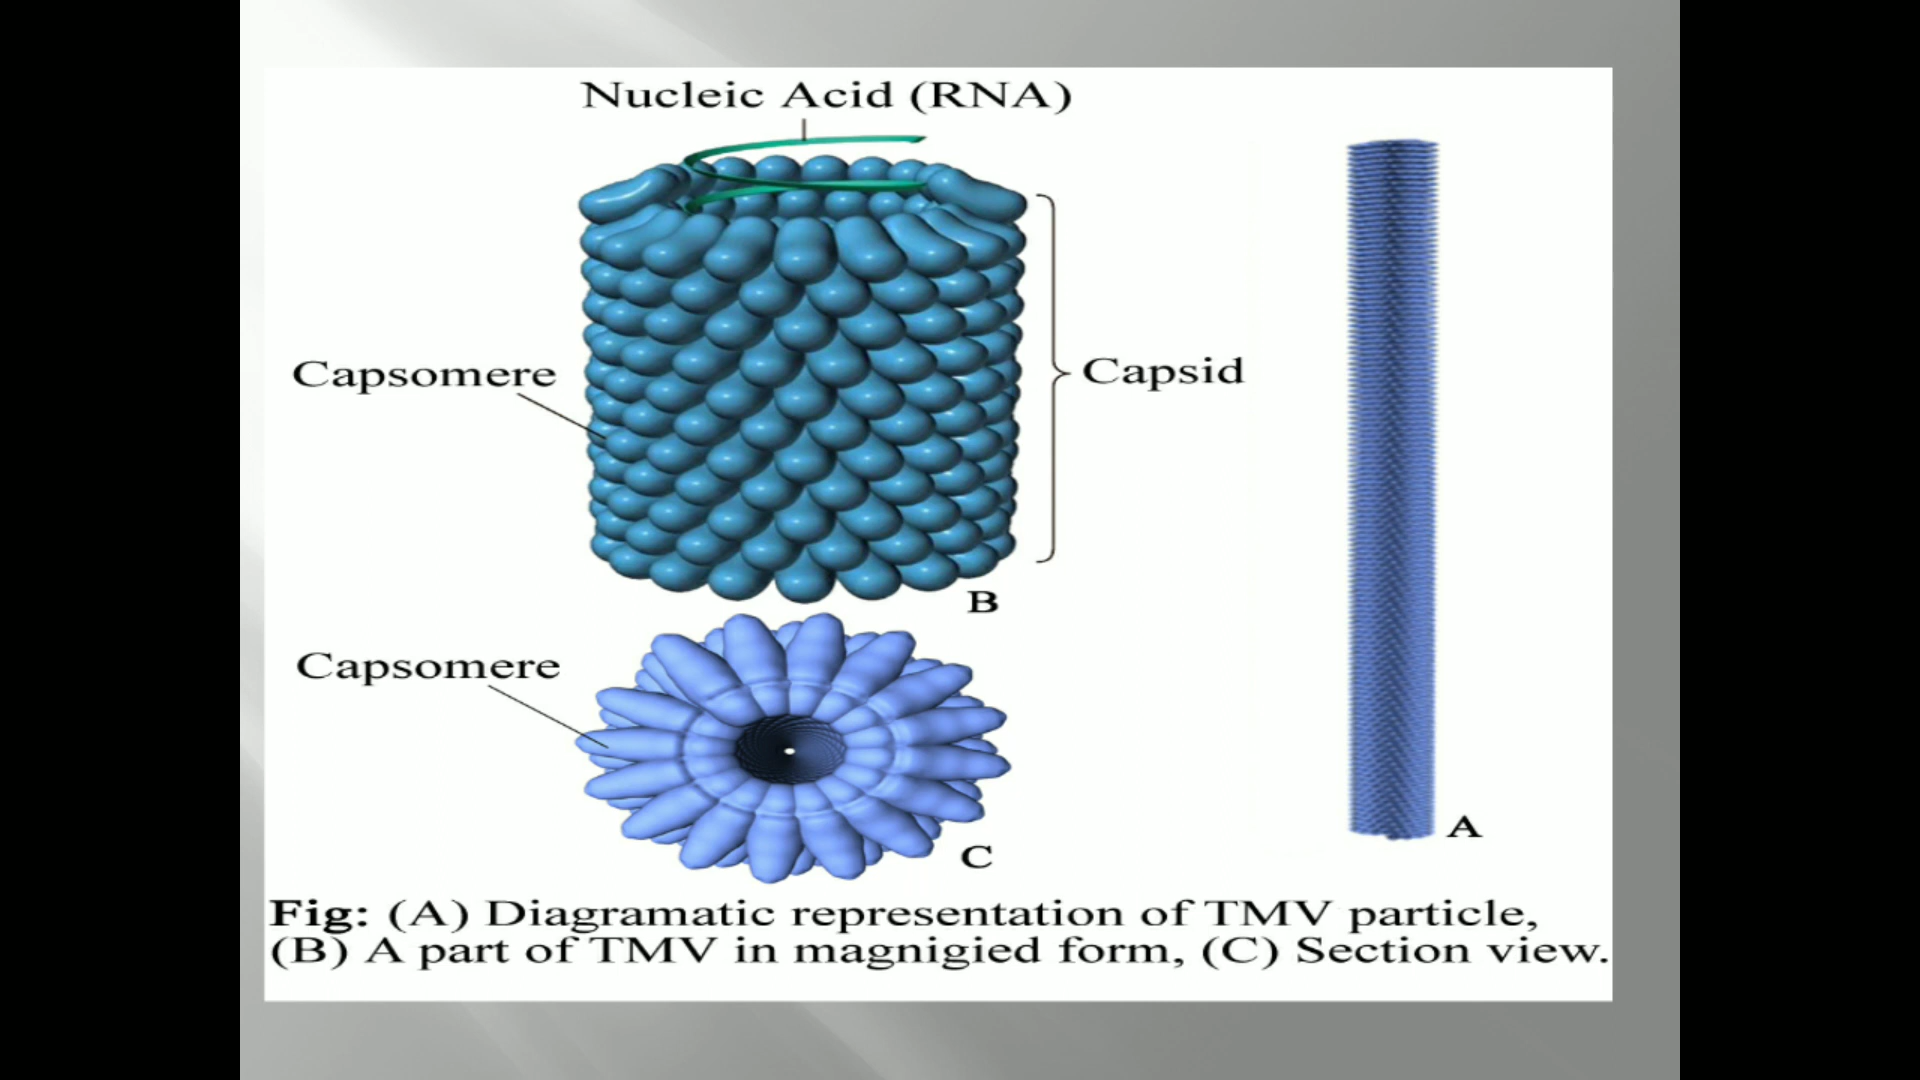 Nucleic Acid (RNA)
Capsomere
Capsid
B
Capsomere
C
A
Fig: (A) Diagramatic representation of TMV particle,
(B) A part of TMV in magnigied form, (C) Section view.